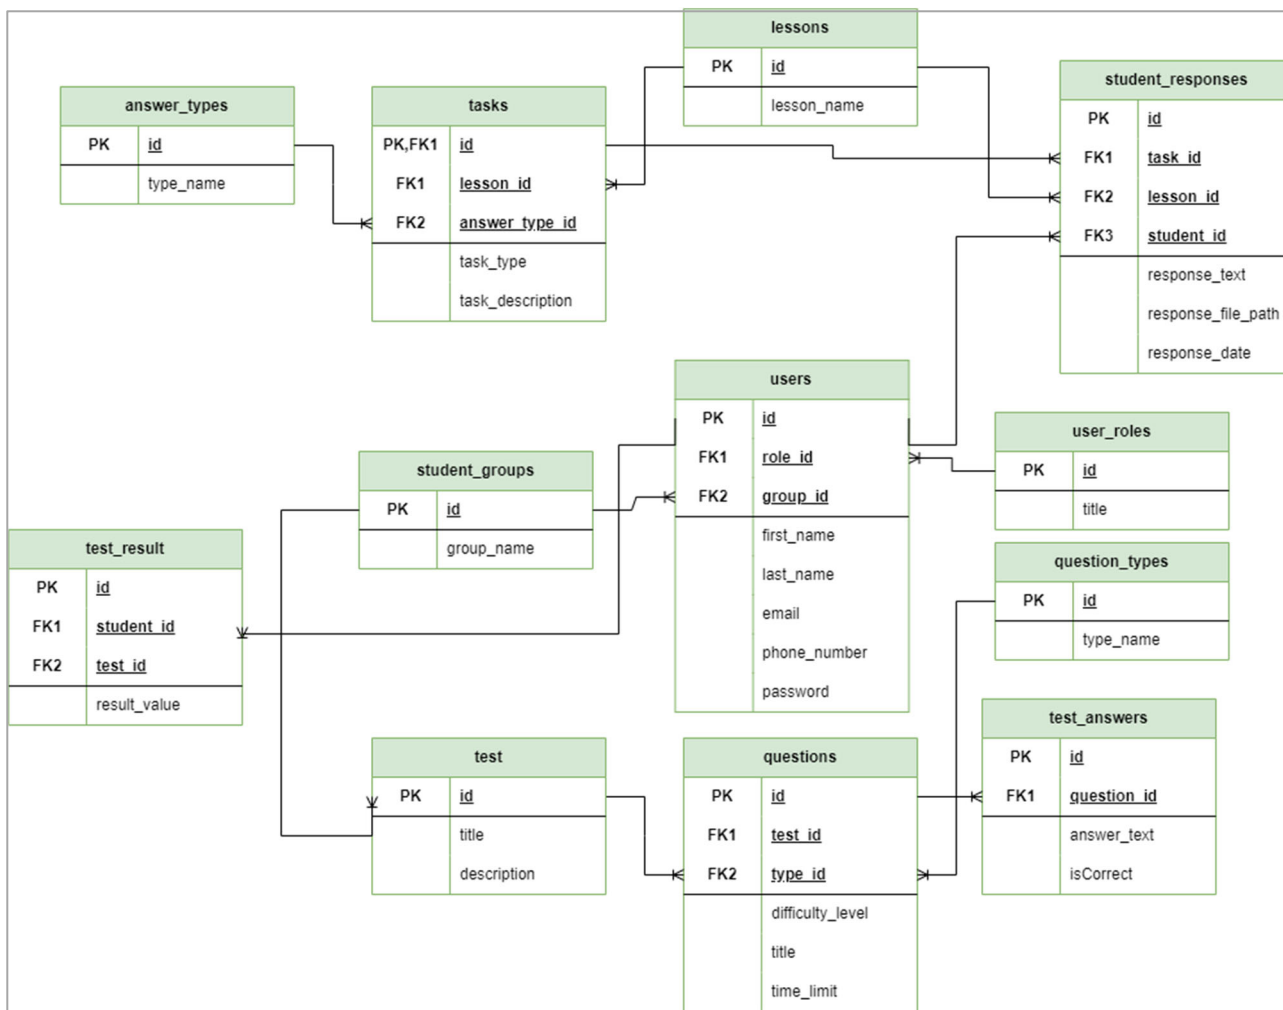 lessons
PK id
lesson_name
student_responses
PK id
FK1 task_id
FK2 lesson_id
FK3 student_id
response_text
response_file_path
response_date
answer_types
PK id
type_name
tasks
PK,FK1 id
FK1 lesson_id
FK2 answer_type_id
task_type
task_description
users
PK id
FK1 role_id
FK2 group_id
first_name
last_name
email
phone_number
password
user_roles
PK id
title
student_groups
PK id
group_name
test_result
PK id
FK1 student_id
FK2 test_id
result_value
question_types
PK id
type_name
test_answers
PK id
FK1 question_id
answer_text
isCorrect
test
PK id
title
description
questions
PK id
FK1 test_id
FK2 type_id
difficulty_level
title
time_limit